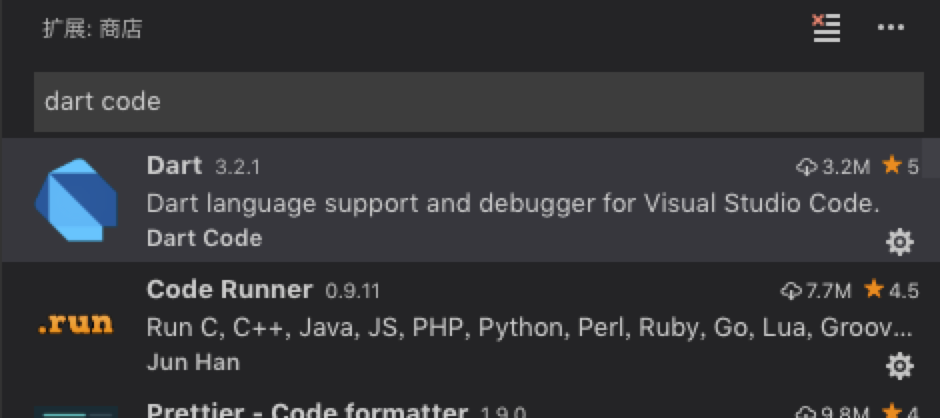 扩展: 商店
dart code
Dart 3.2.1 3.2M 5
Dart language support and debugger for Visual Studio Code.
Dart Code
.run
Code Runner 0.9.11 7.7M 4.5
Run C, C++, Java, JS, PHP, Python, Perl, Ruby, Go, Lua, Groov...
Jun Han
Prettier - Code formatter 1.9.0 9.8M 4